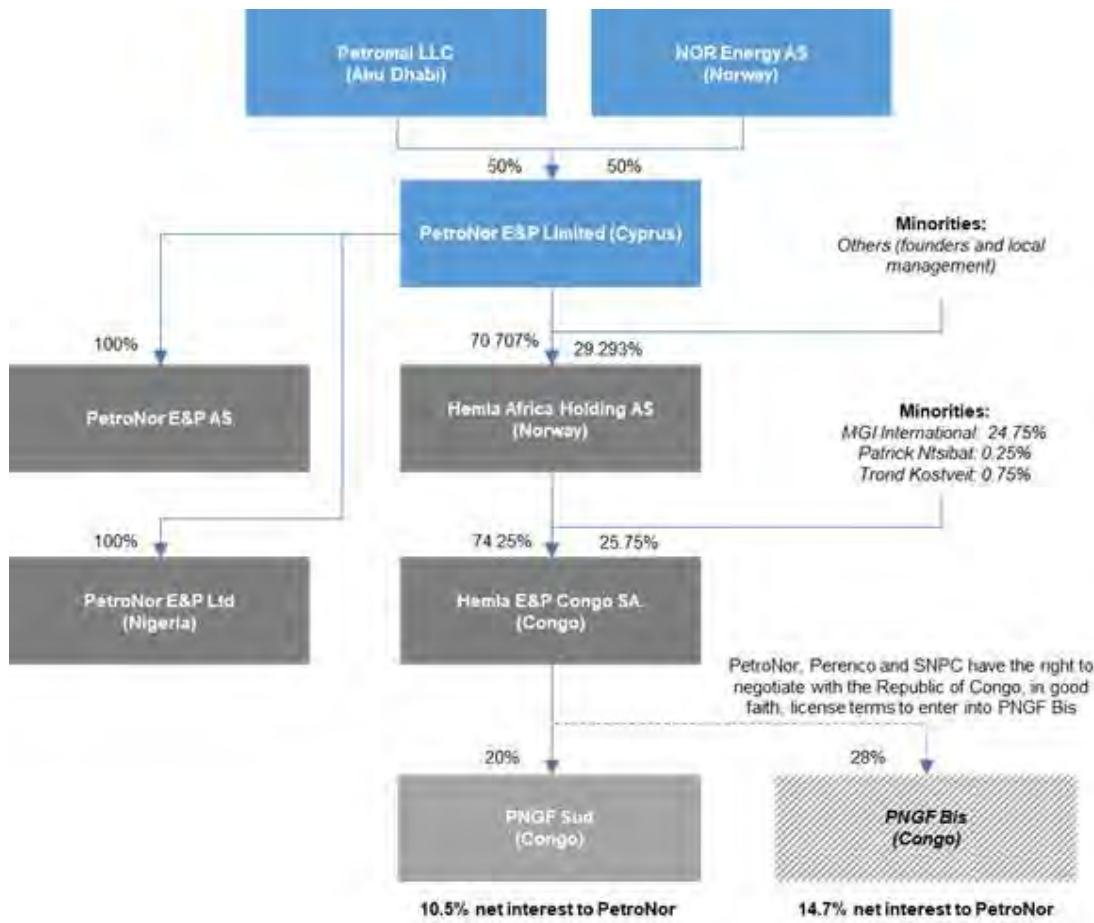 Petromal LLC
(Abu Dhabi)
NOR Energy AS
(Norway)
50%
50%
PetroNor E&P Limited (Cyprus)
Minorities:
Others (founders and local
management)
100%
70.707%
29.293%
PetroNor E&P AS
Hemla Africa Holding AS
(Norway)
Minorities:
MGI International: 24.75%
Patrick Ntsibat: 0.25%
Trond Kostveit: 0.75%
100%
74.25%
25.75%
PetroNor E&P Ltd
(Nigeria)
Hemla E&P Congo SA.
(Congo)
PetroNor, Perenco and SNPC have the right to
negotiate with the Republic of Congo, in good
faith, license terms to enter into PNGF Bis
20%
28%
PNGF Sud
(Congo)
PNGF Bis
(Congo)
10.5% net interest to PetroNor
14.7% net interest to PetroNor